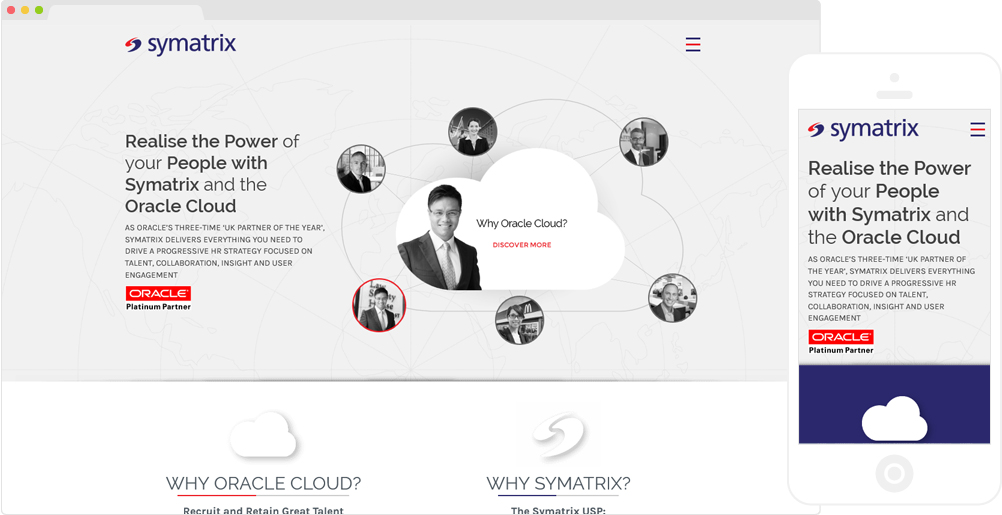 symatrix
Realise the Power of
your People with
Symatrix and the
Oracle Cloud
AS ORACLE'S THREE-TIME 'UK PARTNER OF THE YEAR',
SYMATRIX DELIVERS EVERYTHING YOU NEED TO
DRIVE A PROGRESSIVE HR STRATEGY FOCUSED ON
TALENT, COLLABORATION, INSIGHT AND USER
ENGAGEMENT
ORACLE
Platinum Partner
Why Oracle Cloud?
DISCOVER MORE
WHY ORACLE CLOUD?
Recruit and Retain Great Talent
WHY SYMATRIX?
The Symatrix USP:
symatrix
Realise the Power
of your People
with Symatrix and
the Oracle Cloud
AS ORACLE'S THREE-TIME 'UK PARTNER OF
THE YEAR', SYMATRIX DELIVERS EVERYTHING
YOU NEED TO DRIVE A PROGRESSIVE HR
STRATEGY FOCUSED ON TALENT,
COLLABORATION, INSIGHT AND USER
ENGAGEMENT
ORACLE
Platinum Partner